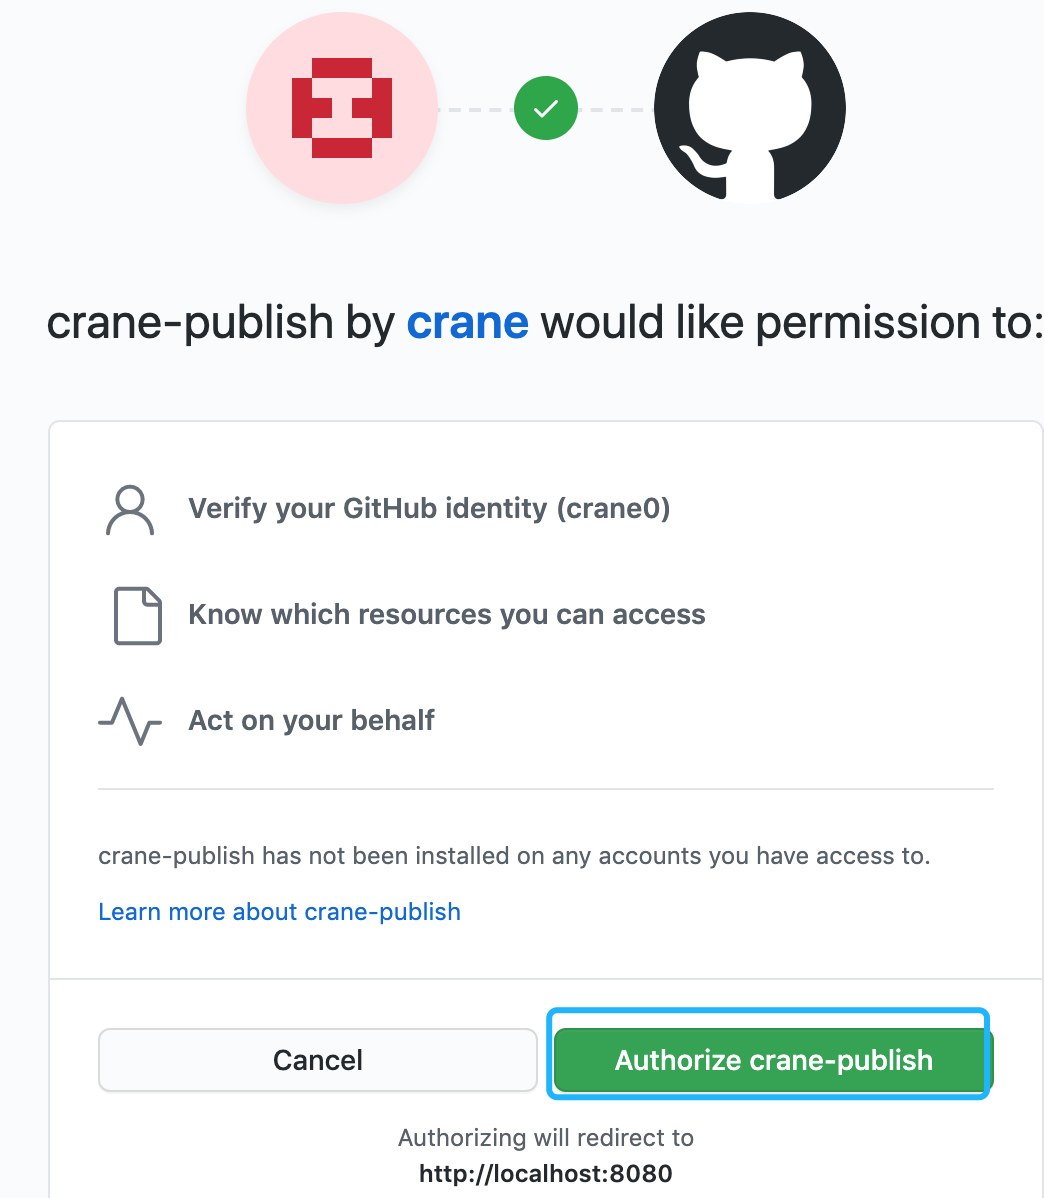 crane-publish by crane would like permission to:
Verify your GitHub identity (crane0)
Know which resources you can access
Act on your behalf
crane-publish has not been installed on any accounts you have access to.
Learn more about crane-publish
Cancel
Authorize crane-publish
Authorizing will redirect to
http://localhost:8080